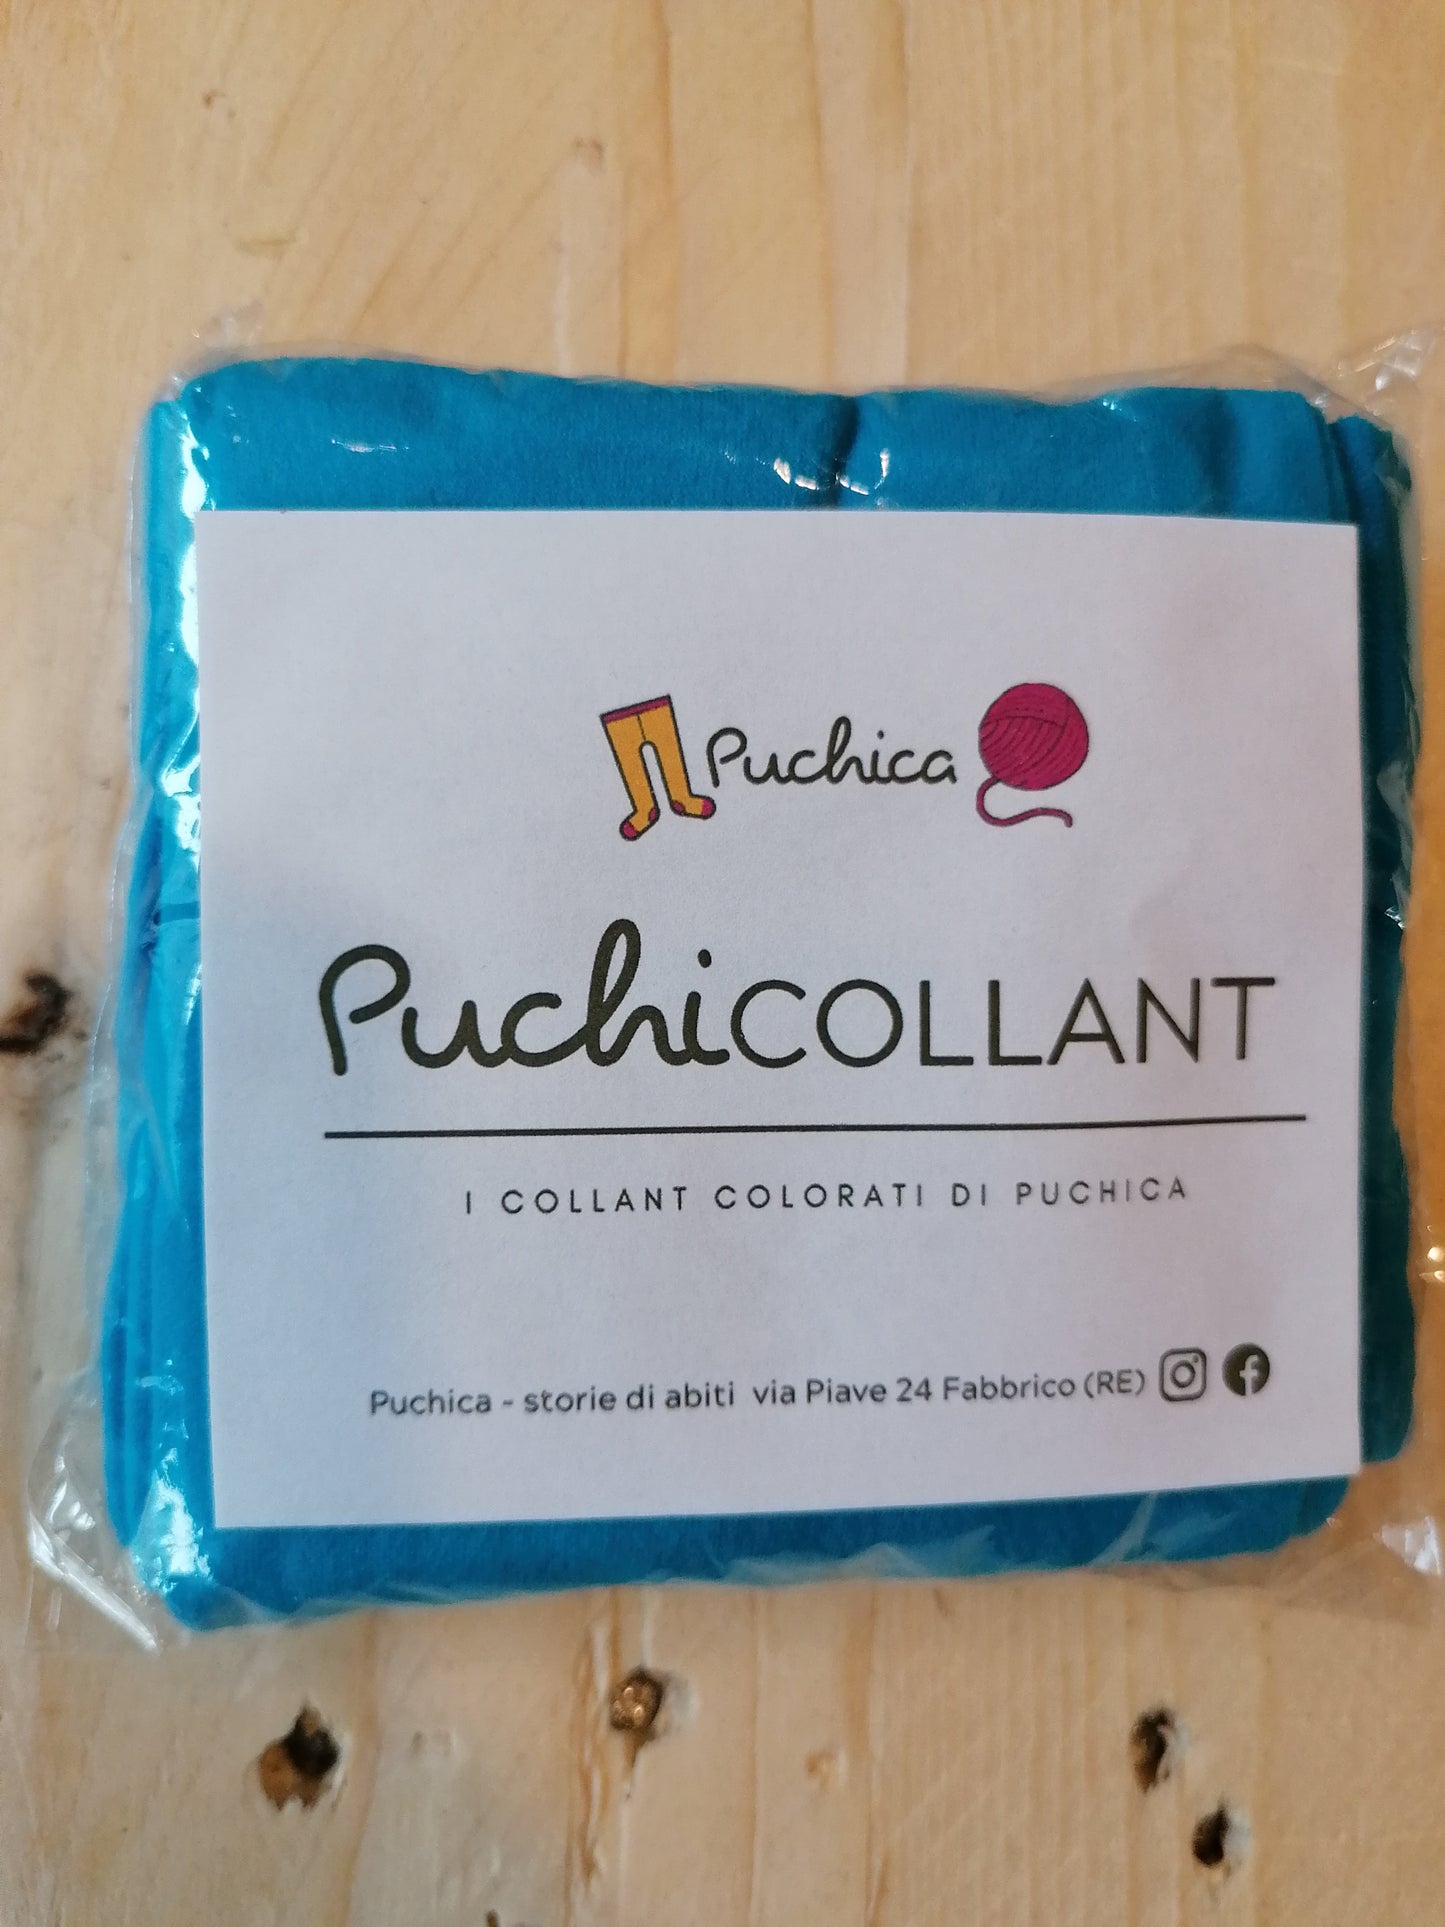 Puchica
PuchiCOLLANT
I COLLANT COLORATI DI PUCHICA
Puchica - storie di abiti via Piave 24 Fabbrico (RE)